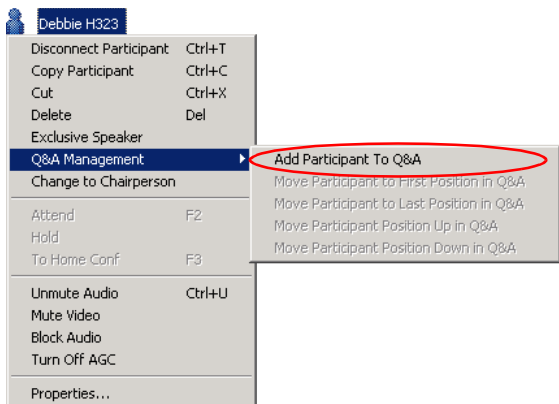 Debbie H323
Disconnect Participant Ctrl+T
Copy Participant Ctrl+C
Cut Ctrl+X
Delete Del
Exclusive Speaker
Q&A Management
Change to Chairperson
Attend F2
Hold
To Home Conf F3
Unmute Audio Ctrl+U
Mute Video
Block Audio
Turn Off AGC
Properties...
Add Participant To Q&A
Move Participant to First Position in Q&A
Move Participant to Last Position in Q&A
Move Participant Position Up in Q&A
Move Participant Position Down in Q&A